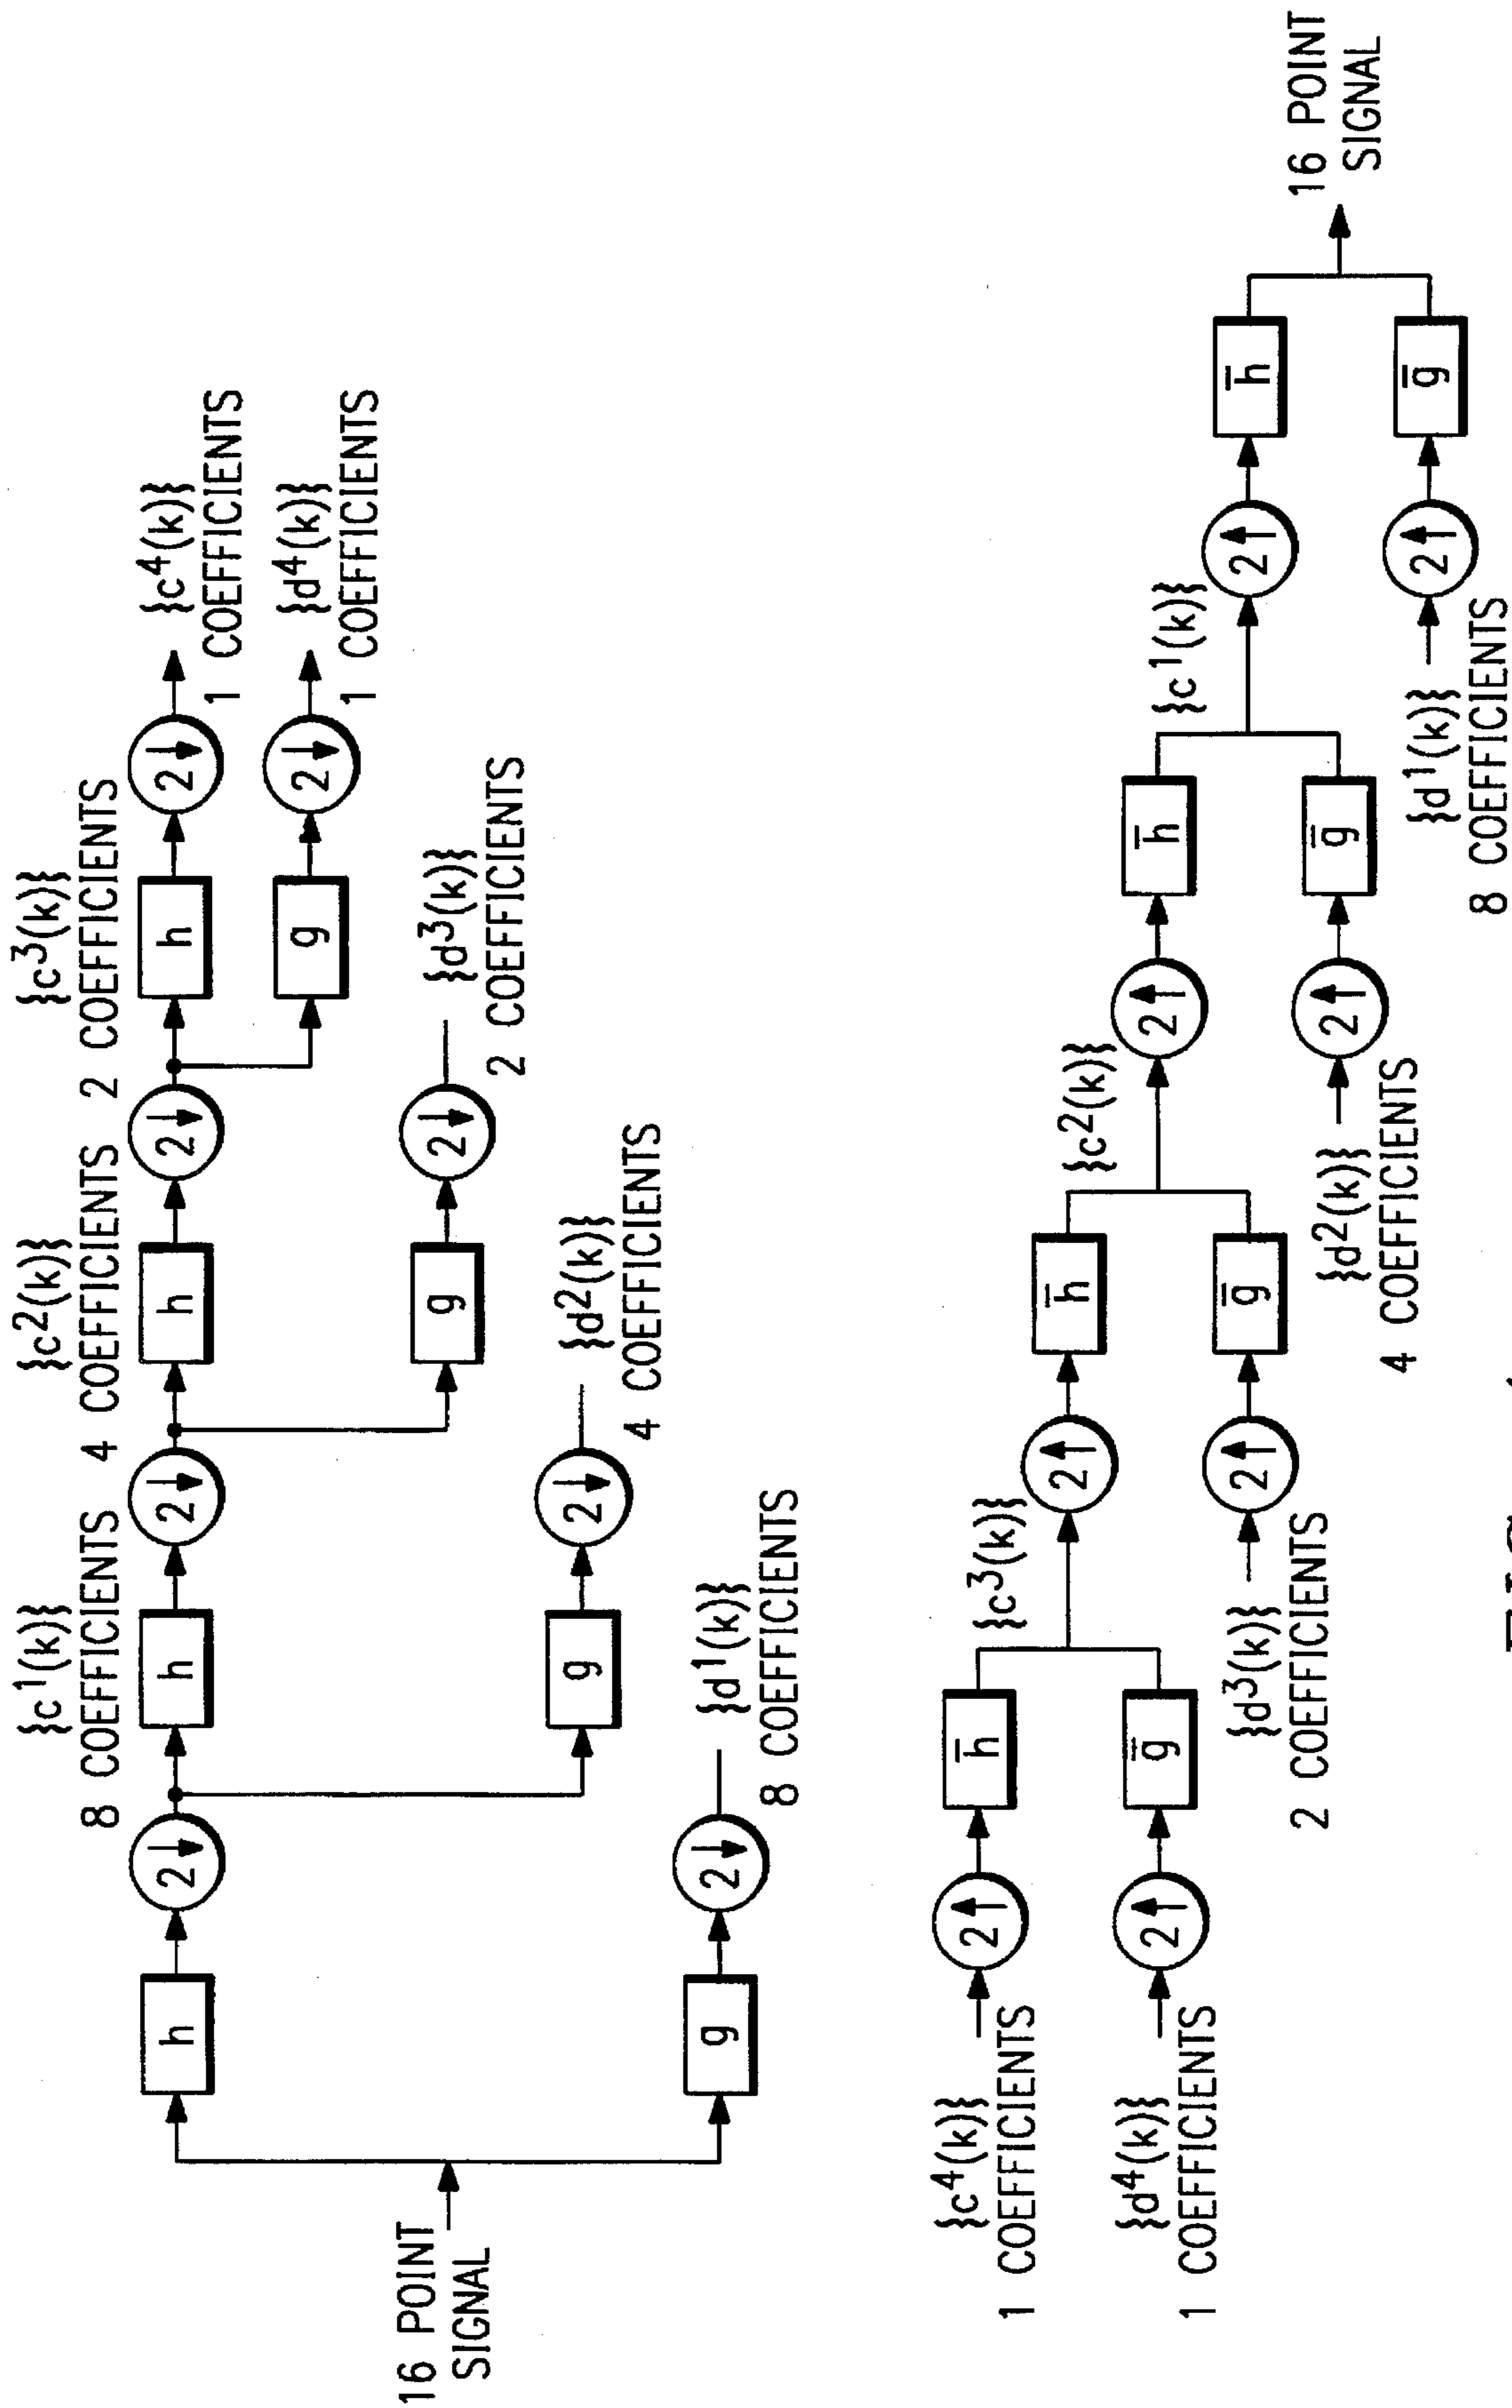 16 POINT
SIGNAL
h
2↓
{c¹(k)}
8 COEFFICIENTS
h
2↓
{c²(k)}
4 COEFFICIENTS
h
2↓
{c³(k)}
2 COEFFICIENTS
h
2↓
{c⁴(k)}
1 COEFFICIENTS
g
2↓
{d⁴(k)}
1 COEFFICIENTS
g
2↓
{d³(k)}
2 COEFFICIENTS
g
2↓
{d²(k)}
4 COEFFICIENTS
g
2↓
{d¹(k)}
8 COEFFICIENTS
{c⁴(k)}
1 COEFFICIENTS
2↑
h̅
{d⁴(k)}
1 COEFFICIENTS
2↑
g̅
{c³(k)}
2↑
h̅
{d³(k)}
2 COEFFICIENTS
2↑
g̅
{c²(k)}
2↑
h̅
{d²(k)}
4 COEFFICIENTS
2↑
g̅
{c¹(k)}
2↑
h̅
{d¹(k)}
8 COEFFICIENTS
2↑
g̅
16 POINT
SIGNAL